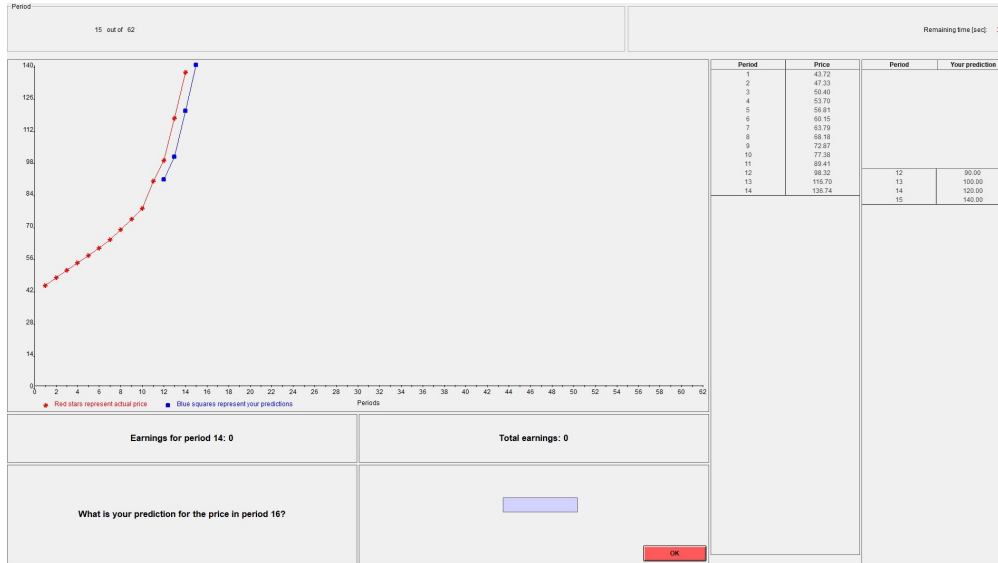 Period
15 out of 62
Remaining time [sec]:
140
126
112
98
84
70
56
42
28
14
0
0 2 4 6 8 10 12 14 16 18 20 22 24 26 28 30 32 34 36 38 40 42 44 46 48 50 52 54 56 58 60 62
Red stars represent actual price
Blue squares represent your predictions
Periods
Period Price
1 43.72
2 47.33
3 50.40
4 53.70
5 56.81
6 60.15
7 63.79
8 68.18
9 72.87
10 77.38
11 89.41
12 98.32
13 116.70
14 136.74
Period Your prediction
12 90.00
13 100.00
14 120.00
15 140.00
Earnings for period 14: 0
Total earnings: 0
What is your prediction for the price in period 16?
OK